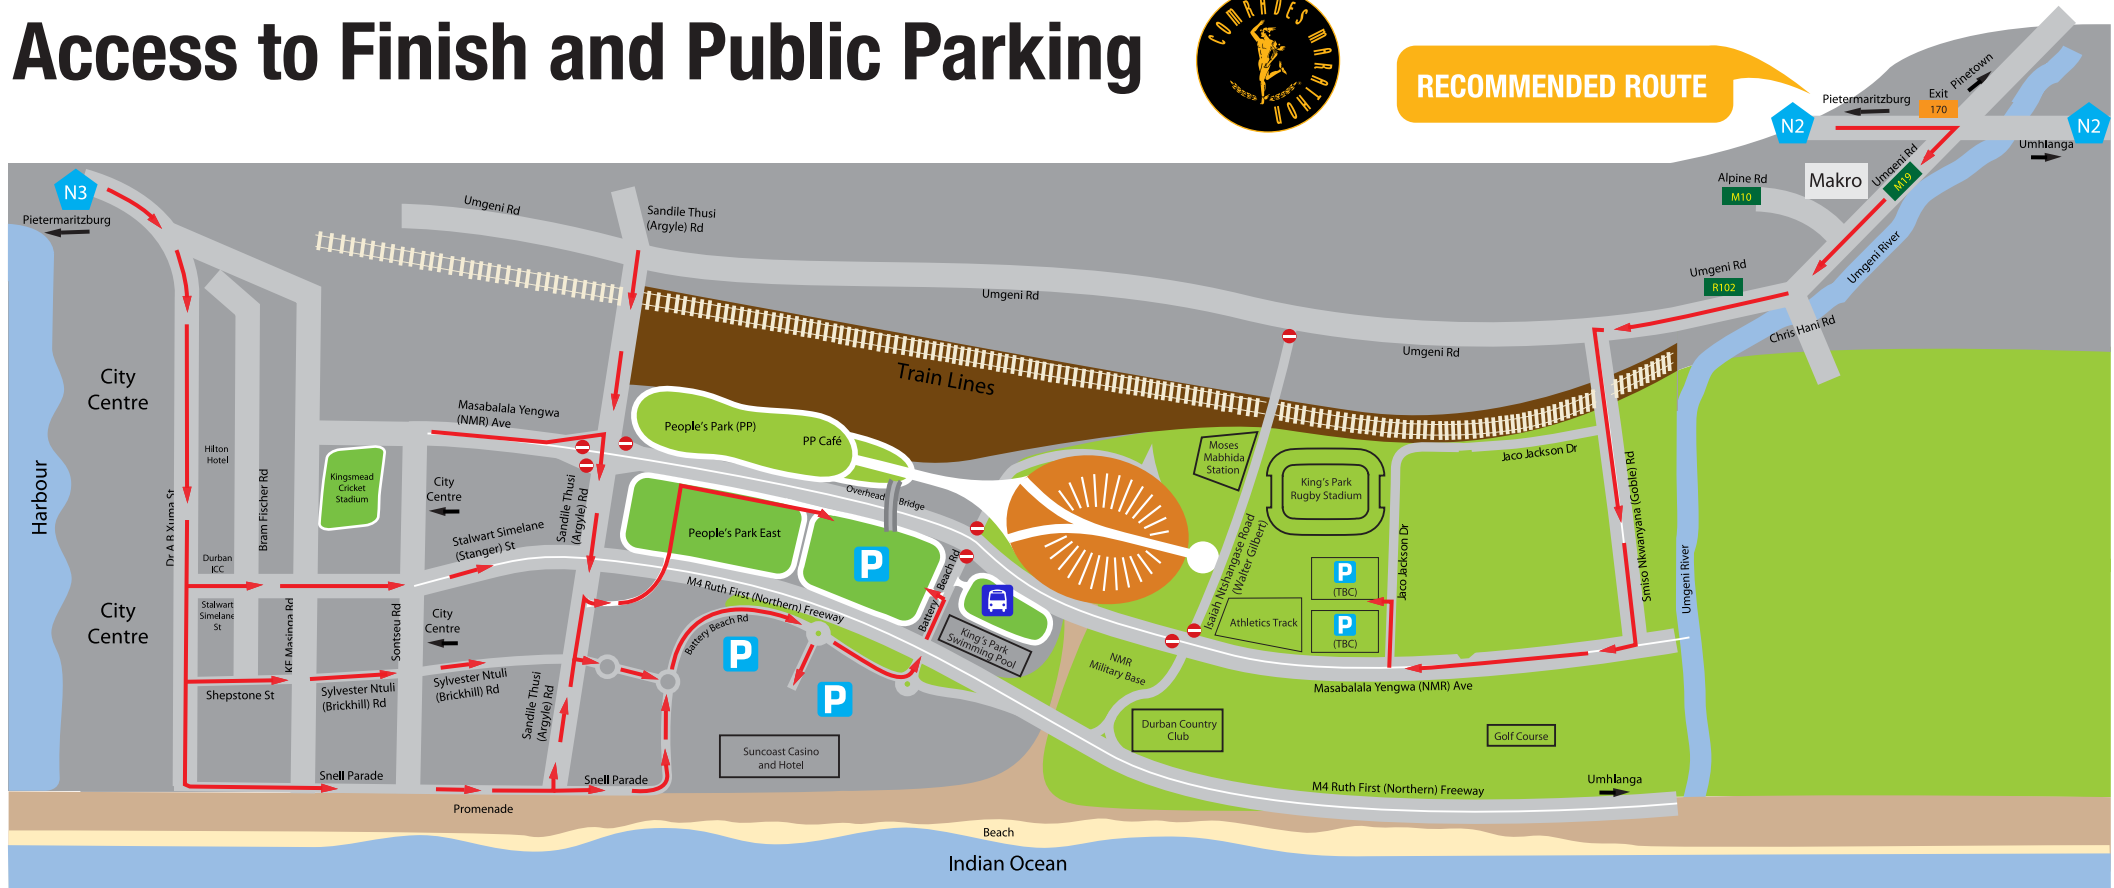 Access to Finish and Public Parking
COMRADES MARATHON
RECOMMENDED ROUTE
Pinetown
Exit
170
Pietermaritzburg
N2
N2
Umhlanga
Umgeni Rd
M19
Makro
Alpine Rd
M10
Umgeni River
Umgeni Rd
R102
Chris Hani Rd
N3
Pietermaritzburg
Umgeni Rd
Sandile Thusi
(Argyle) Rd
Umgeni Rd
Umgeni Rd
Train Lines
City
Centre
Masabalala Yengwa
(NMR) Ave
People's Park (PP)
PP Café
Moses
Mabhida
Station
King's Park
Rugby Stadium
Jaco Jackson Dr
Hilton
Hotel
Kingsmead
Cricket
Stadium
City
Centre
Harbour
Dr A B Xuma St
Bram Fischer Rd
Sandile Thusi
(Argyle) Rd
Overhead
Bridge
Stalwart Simelane
(Stanger) St
People's Park East
P
Battery Beach Rd
Isaiah Ntshangase Road
(Walter Gilbert)
Jaco Jackson Dr
Smiso Nkwanyana (Goble) Rd
Umgeni River
Durban
ICC
M4 Ruth First (Northern) Freeway
P
(TBC)
P
(TBC)
Athletics Track
City
Centre
Stalwart
Simelane
St
KE Masinga Rd
Sontseu Rd
City
Centre
Battery Beach Rd
P
King's Park
Swimming Pool
NMR
Military Base
Shepstone St
Sylvester Ntuli
(Brickhill) Rd
Sylvester Ntuli
(Brickhill) Rd
Sandile Thusi
(Argyle) Rd
P
Masabalala Yengwa (NMR) Ave
Durban Country
Club
Golf Course
Suncoast Casino
and Hotel
Snell Parade
Snell Parade
Umhlanga
M4 Ruth First (Northern) Freeway
Promenade
Beach
Indian Ocean